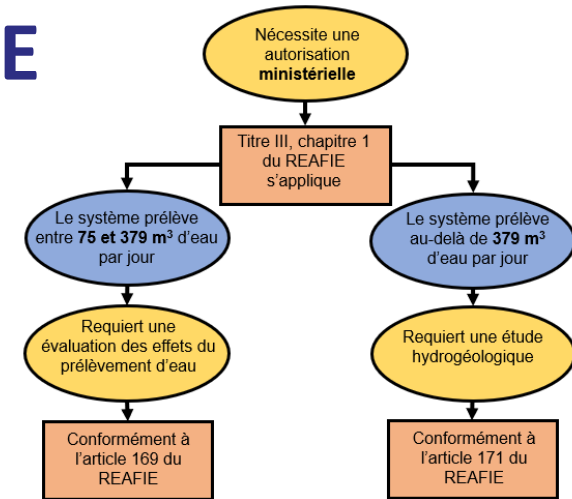 E
Nécessite une
autorisation
ministérielle
Titre III, chapitre 1
du REAFIE
s'applique
Le système prélève
entre 75 et 379 m³ d'eau
par jour
Le système prélève
au-delà de 379 m³
d'eau par jour
Requiert une
évaluation des effets du
prélèvement d'eau
Requiert une étude
hydrogéologique
Conformément à
l'article 169 du
REAFIE
Conformément à
l'article 171 du
REAFIE